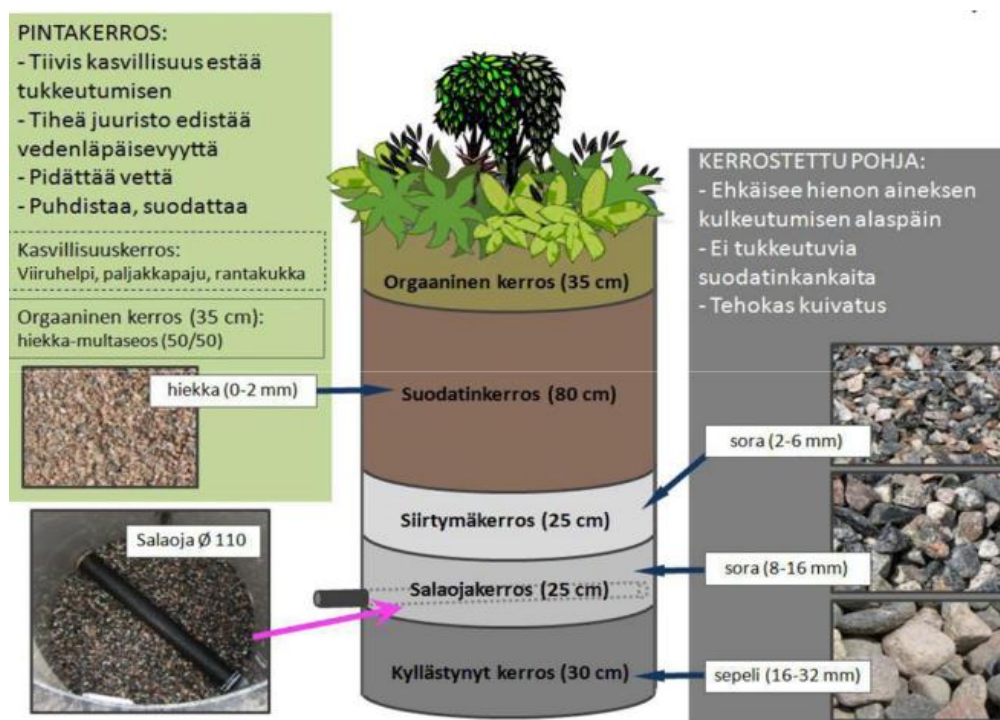 PINTAKERROS:
- Tiivis kasvillisuus estää
tukkeutumisen
- Tiheä juuristo edistää
vedenläpäisevyyttä
- Pidättää vettä
- Puhdistaa, suodattaa
Kasvillisuuskerros:
Viiruhelpi, paljakkapaju, rantakukka
Orgaaninen kerros (35 cm):
hiekka-multaseos (50/50)
hiekka (0-2 mm)
Salaoja Ø 110
Orgaaninen kerros (35 cm)
Suodatinkerros (80 cm)
Siirtymäkerros (25 cm)
Salaojakerros (25 cm)
Kyllästynyt kerros (30 cm)
KERROSTETTU POHJA:
- Ehkäisee hienon aineksen
kulkeutumisen alaspäin
- Ei tukkeutuvia
suodatinkankaita
- Tehokas kuivatus
sora (2-6 mm)
sora (8-16 mm)
sepeli (16-32 mm)